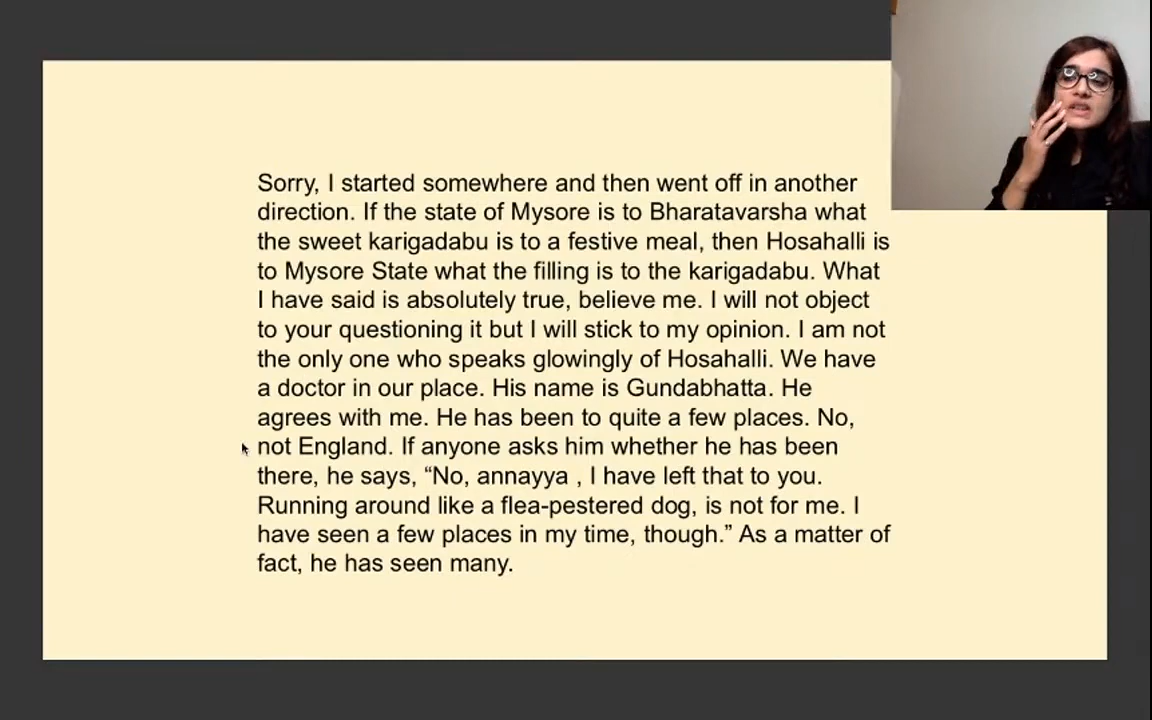 Sorry, I started somewhere and then went off in another
direction. If the state of Mysore is to Bharatavarsha what
the sweet karigadabu is to a festive meal, then Hosahalli is
to Mysore State what the filling is to the karigadabu. What
I have said is absolutely true, believe me. I will not object
to your questioning it but I will stick to my opinion. I am not
the only one who speaks glowingly of Hosahalli. We have
a doctor in our place. His name is Gundabhatta. He
agrees with me. He has been to quite a few places. No,
not England. If anyone asks him whether he has been
there, he says, “No, annayya , I have left that to you.
Running around like a flea-pestered dog, is not for me. I
have seen a few places in my time, though.” As a matter of
fact, he has seen many.